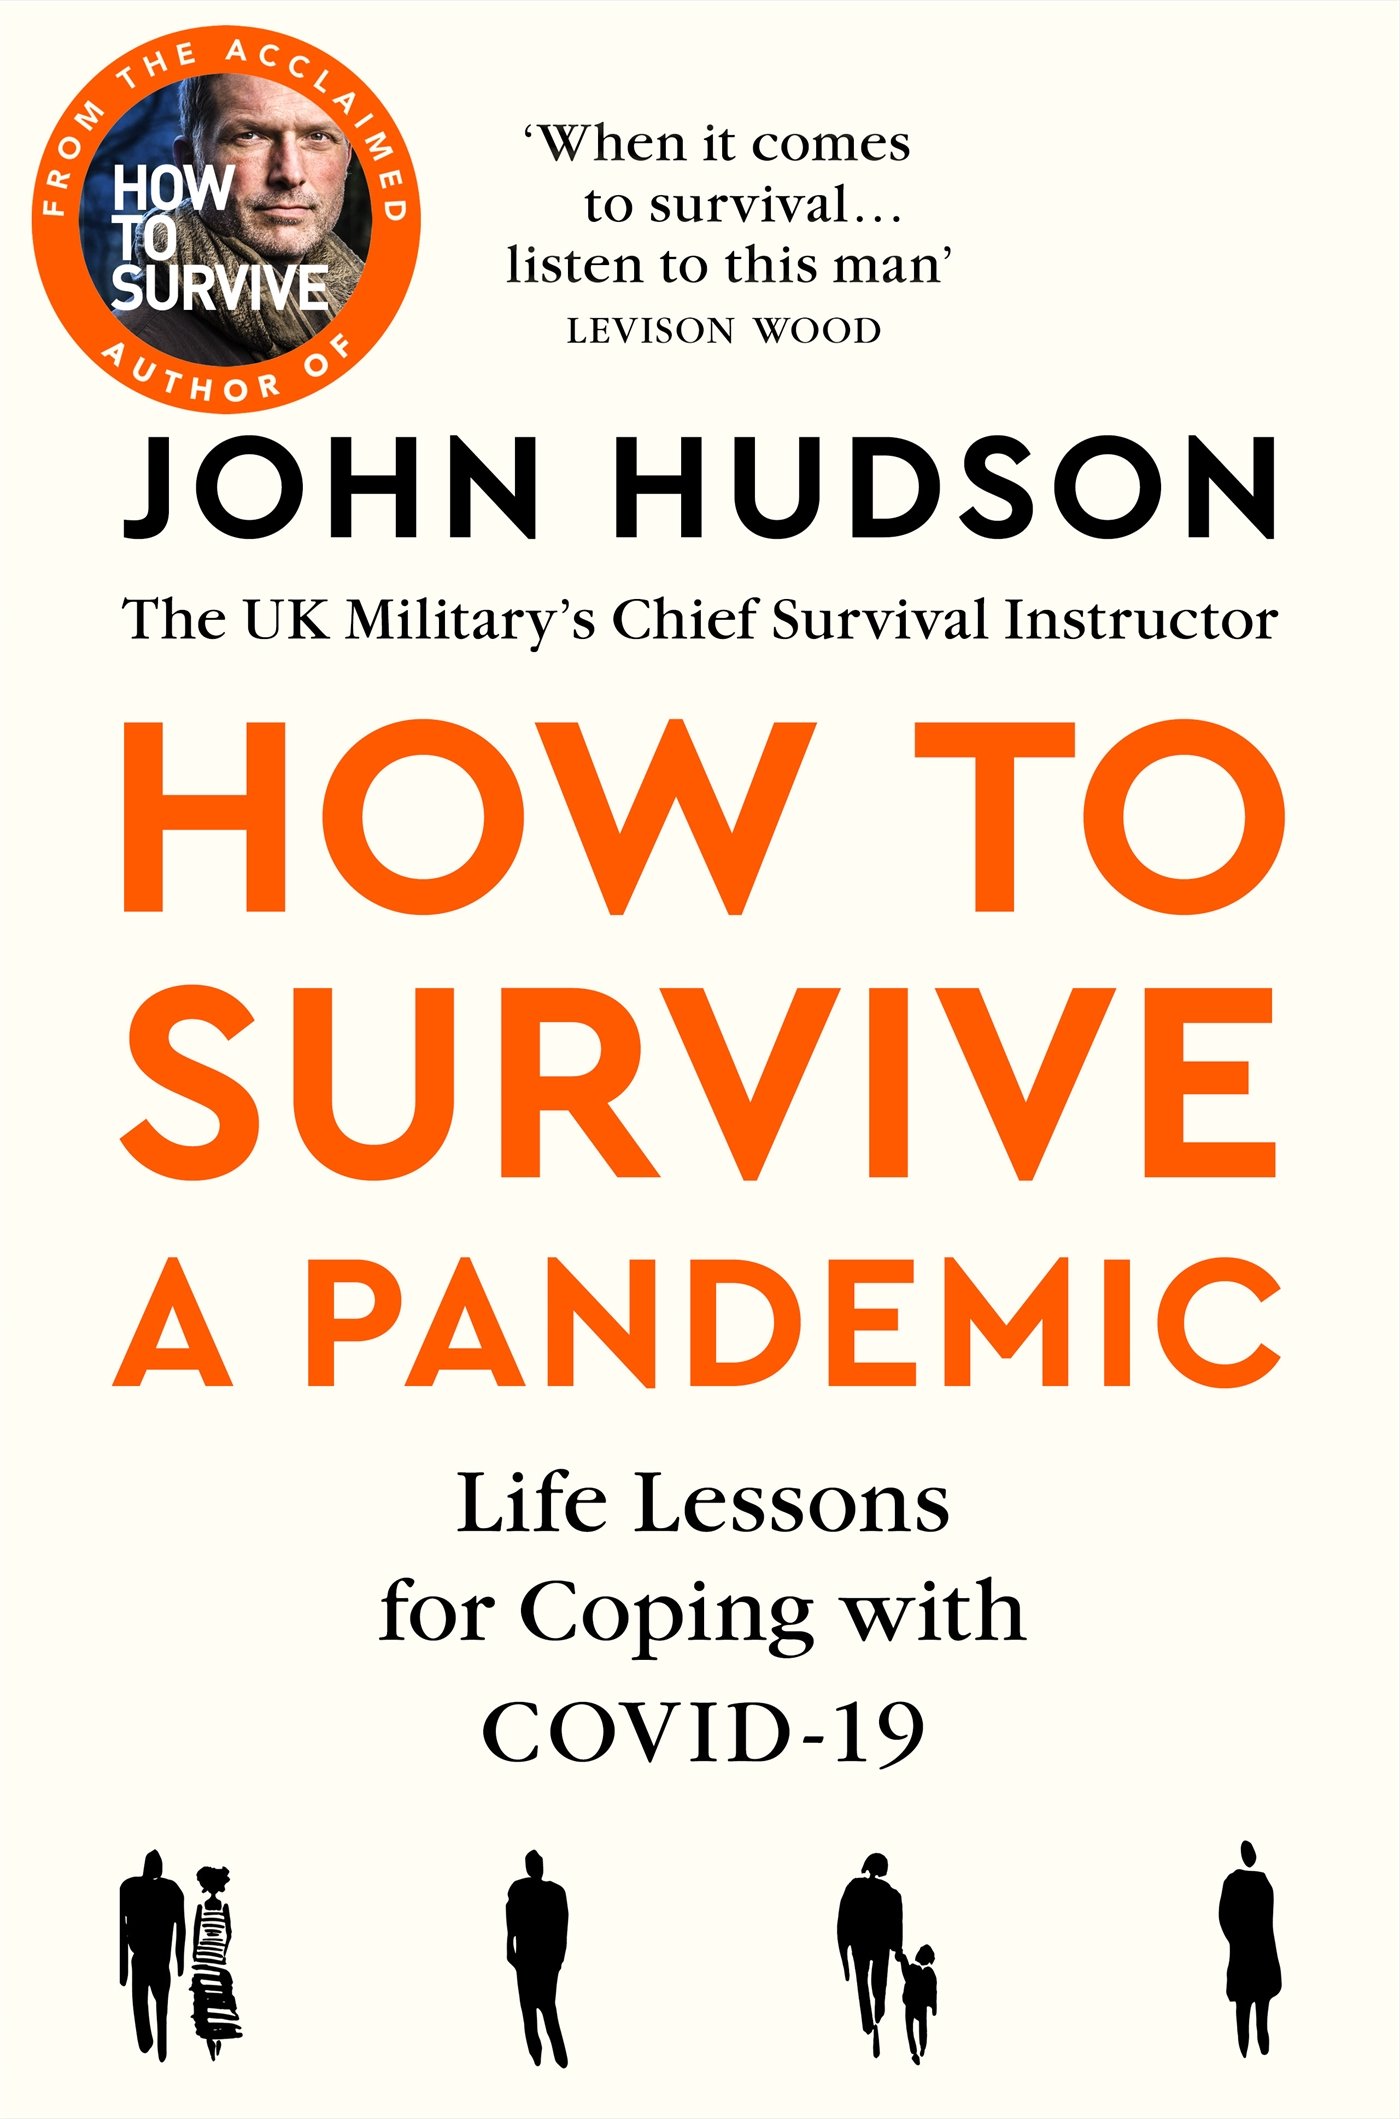 FROM THE ACCLAIMED
HOW
TO
SURVIVE
AUTHOR OF
‘When it comes
to survival…
listen to this man’
LEVISON WOOD
JOHN HUDSON
The UK Military’s Chief Survival Instructor
HOW TO
SURVIVE
A PANDEMIC
Life Lessons
for Coping with
COVID-19